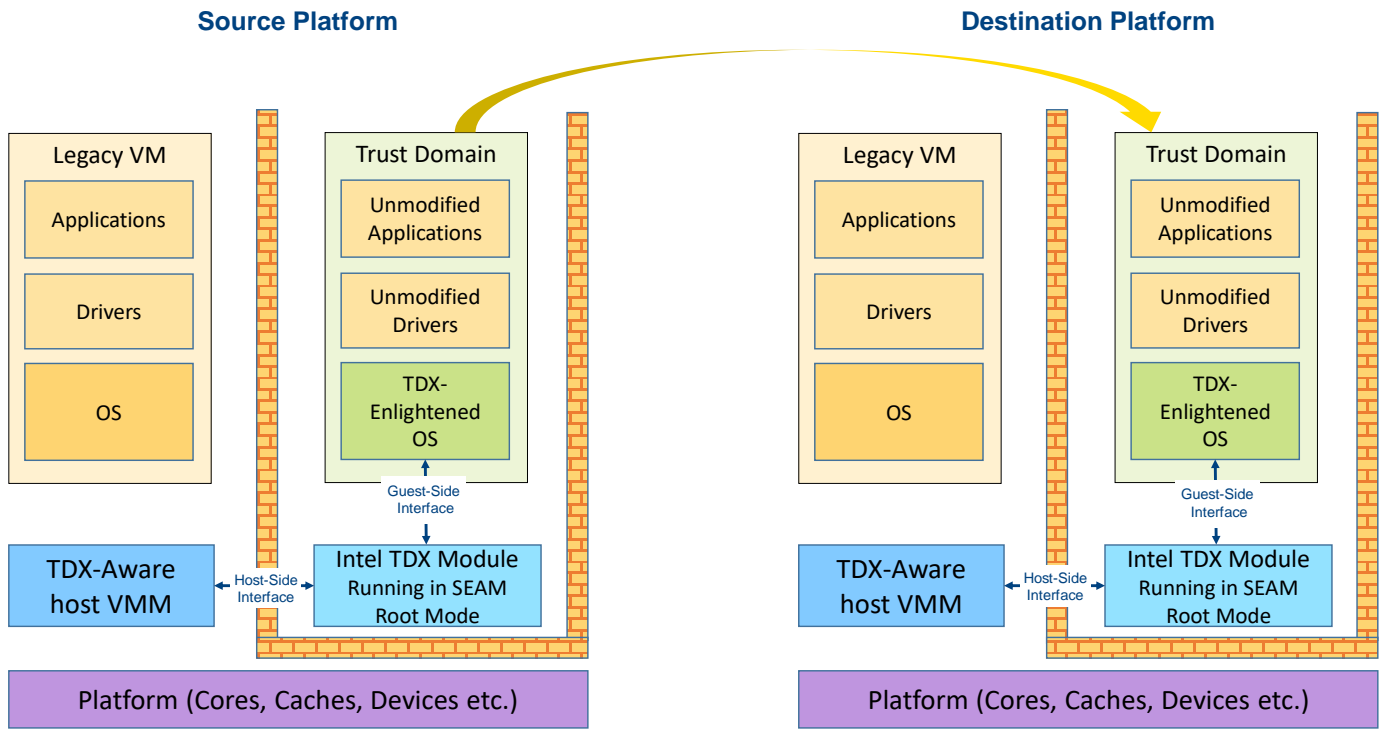 Source Platform
Destination Platform
Legacy VM
Applications
Drivers
OS
Trust Domain
Unmodified
Applications
Unmodified
Drivers
TDX-
Enlightened
OS
Guest-Side
Interface
TDX-Aware
host VMM
Host-Side
Interface
Intel TDX Module
Running in SEAM
Root Mode
Platform (Cores, Caches, Devices etc.)
Legacy VM
Applications
Drivers
OS
Trust Domain
Unmodified
Applications
Unmodified
Drivers
TDX-
Enlightened
OS
Guest-Side
Interface
TDX-Aware
host VMM
Host-Side
Interface
Intel TDX Module
Running in SEAM
Root Mode
Platform (Cores, Caches, Devices etc.)